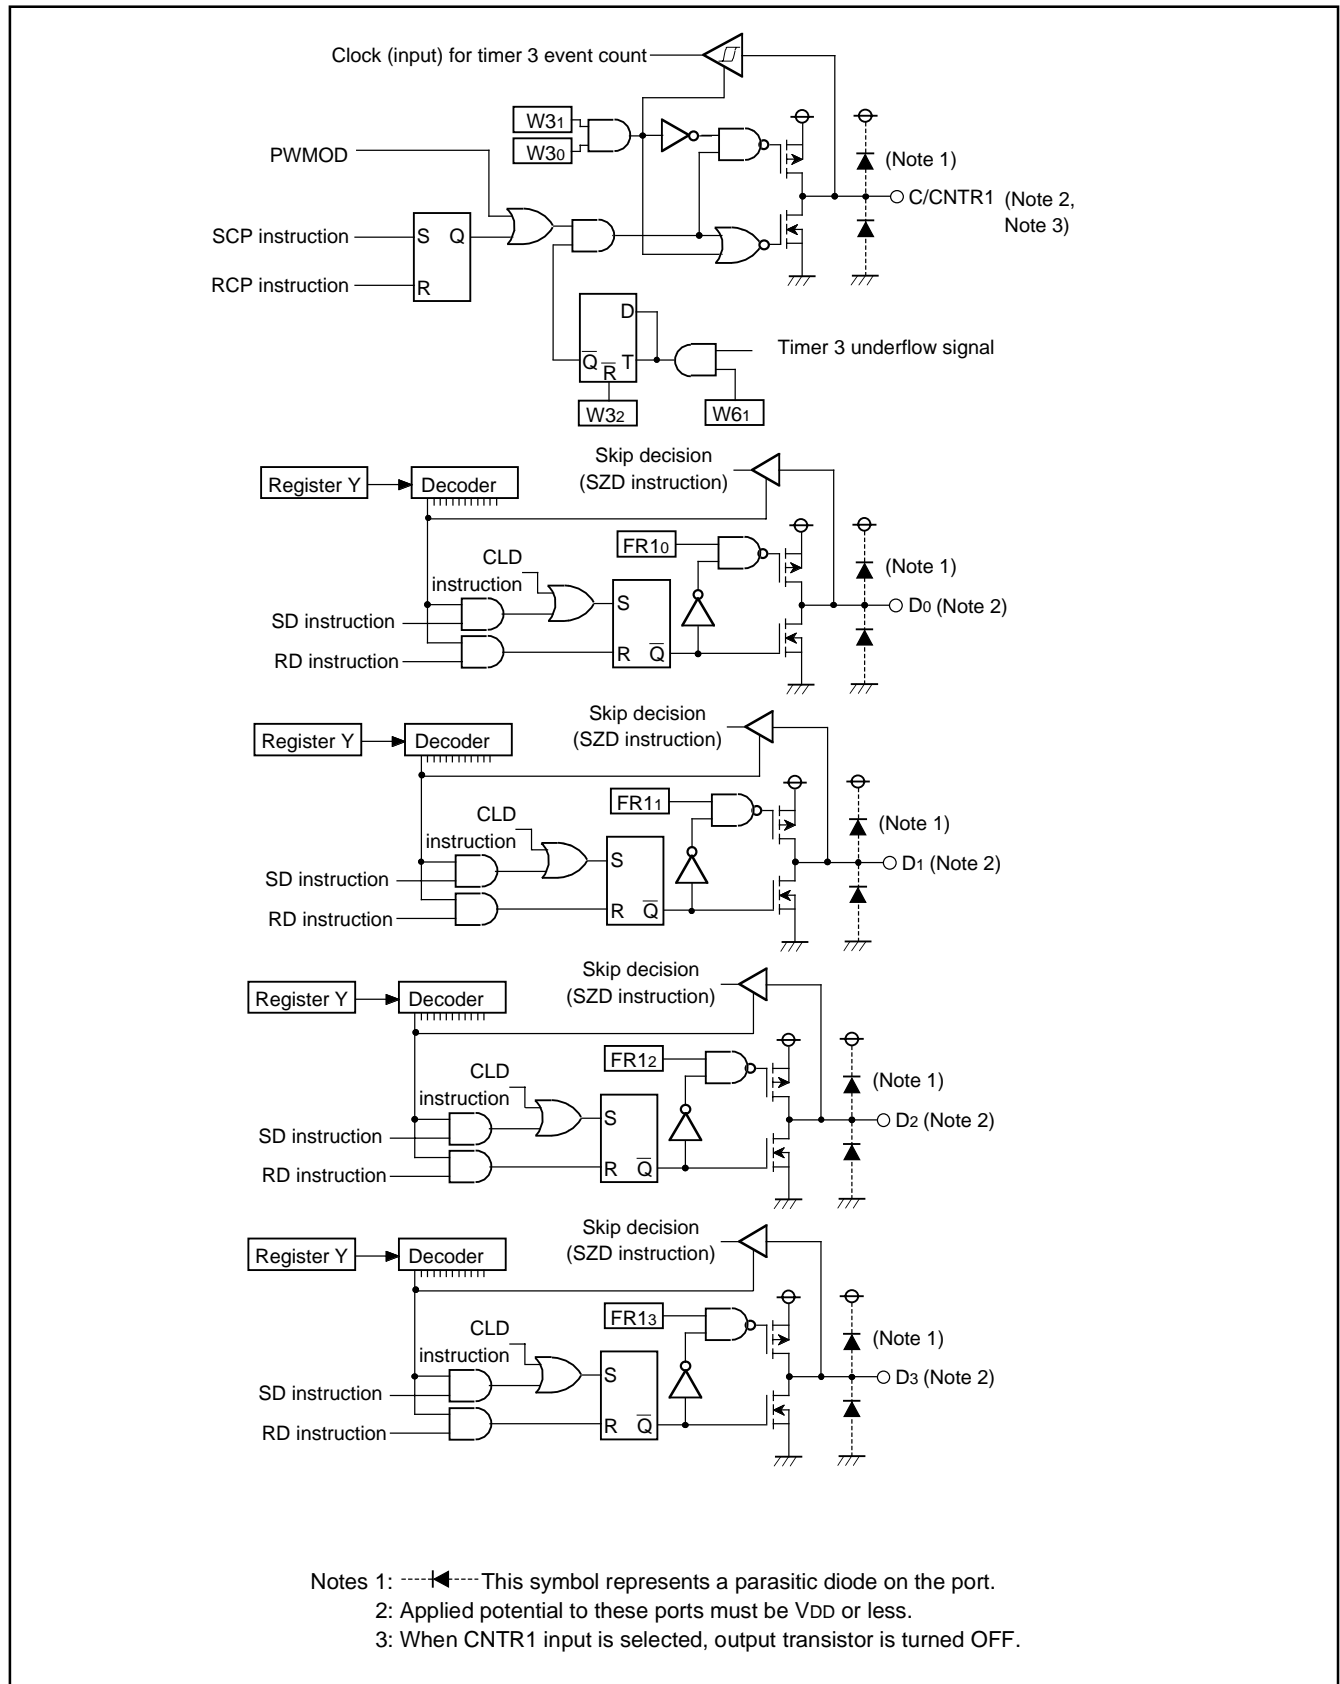 Clock (input) for timer 3 event count
W31
W30
PWMOD
(Note 1)
C/CNTR1 (Note 2,
Note 3)
SCP instruction
S Q
RCP instruction
R
D
Q R T
Timer 3 underflow signal
W32
W61
Skip decision
(SZD instruction)
Register Y
Decoder
FR10
CLD
instruction
(Note 1)
S
D0 (Note 2)
SD instruction
RD instruction
R Q
Skip decision
(SZD instruction)
Register Y
Decoder
FR11
CLD
instruction
(Note 1)
S
D1 (Note 2)
SD instruction
RD instruction
R Q
Skip decision
(SZD instruction)
Register Y
Decoder
FR12
CLD
instruction
(Note 1)
S
D2 (Note 2)
SD instruction
RD instruction
R Q
Skip decision
(SZD instruction)
Register Y
Decoder
FR13
CLD
instruction
(Note 1)
S
D3 (Note 2)
SD instruction
RD instruction
R Q
Notes 1: This symbol represents a parasitic diode on the port.
2: Applied potential to these ports must be VDD or less.
3: When CNTR1 input is selected, output transistor is turned OFF.